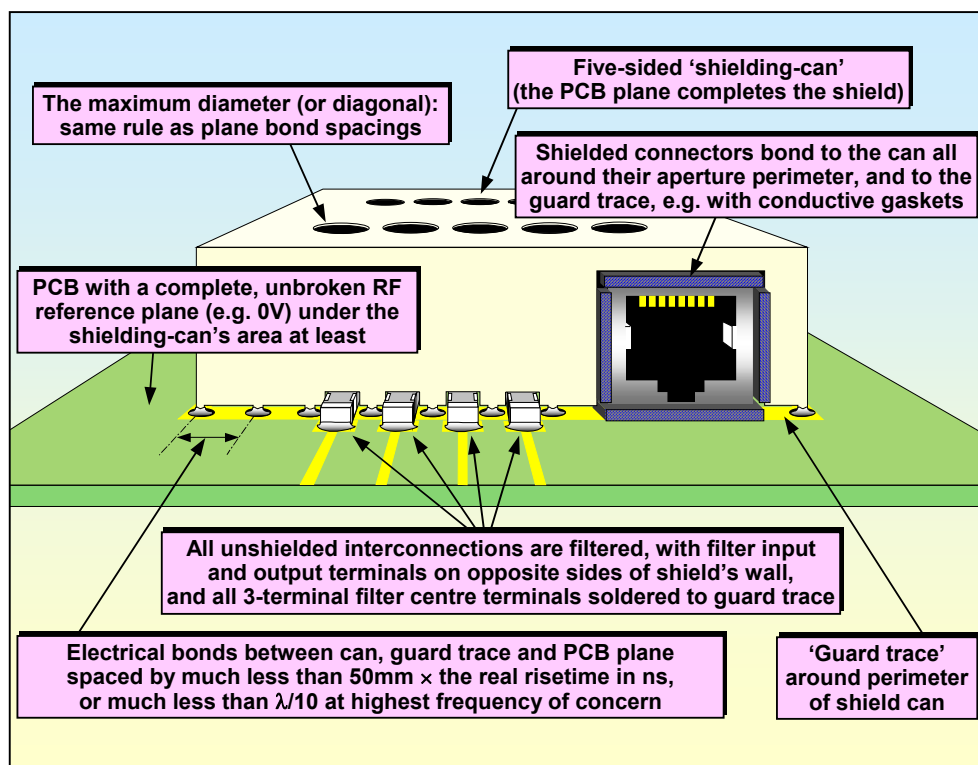 The maximum diameter (or diagonal):
same rule as plane bond spacings
Five-sided ‘shielding-can’
(the PCB plane completes the shield)
Shielded connectors bond to the can all
around their aperture perimeter, and to the
guard trace, e.g. with conductive gaskets
PCB with a complete, unbroken RF
reference plane (e.g. 0V) under the
shielding-can’s area at least
All unshielded interconnections are filtered, with filter input
and output terminals on opposite sides of shield’s wall,
and all 3-terminal filter centre terminals soldered to guard trace
Electrical bonds between can, guard trace and PCB plane
spaced by much less than 50mm × the real risetime in ns,
or much less than λ/10 at highest frequency of concern
‘Guard trace’
around perimeter
of shield can